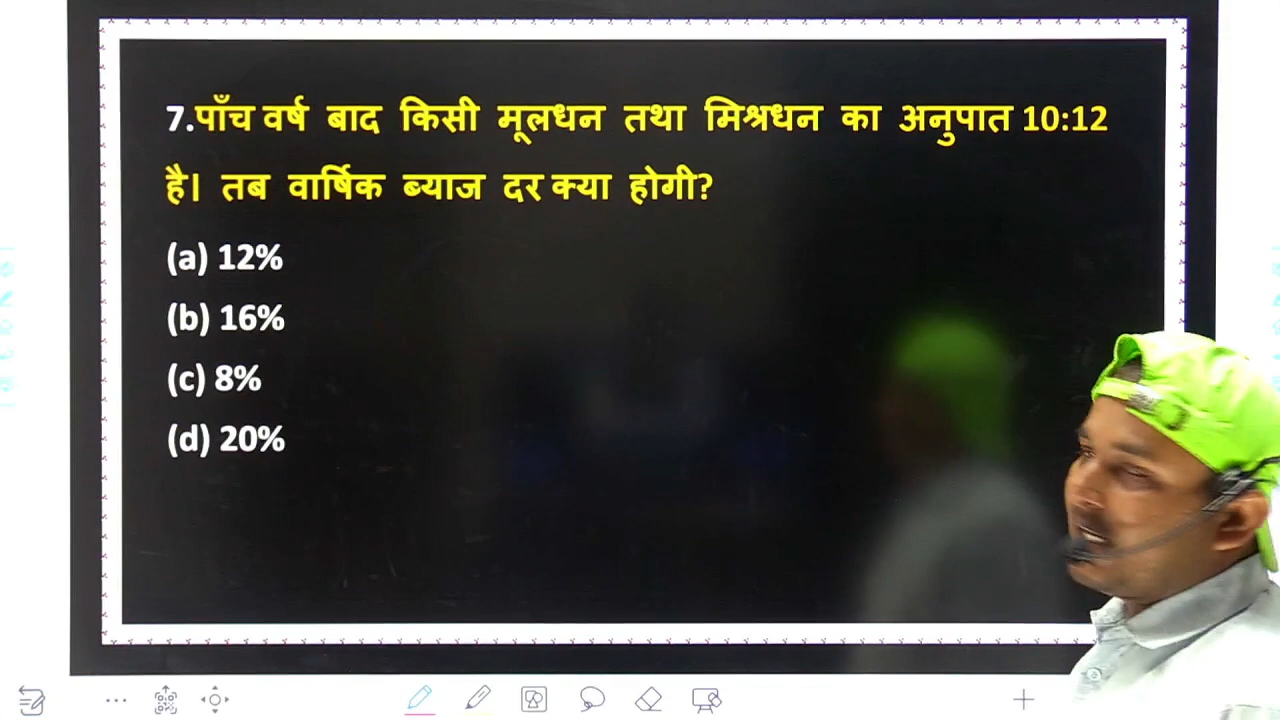 7.पाँच वर्ष बाद किसी मूलधन तथा मिश्रधन का अनुपात 10:12
है। तब वार्षिक ब्याज दर क्या होगी?
(a) 12%
(b) 16%
(c) 8%
(d) 20%